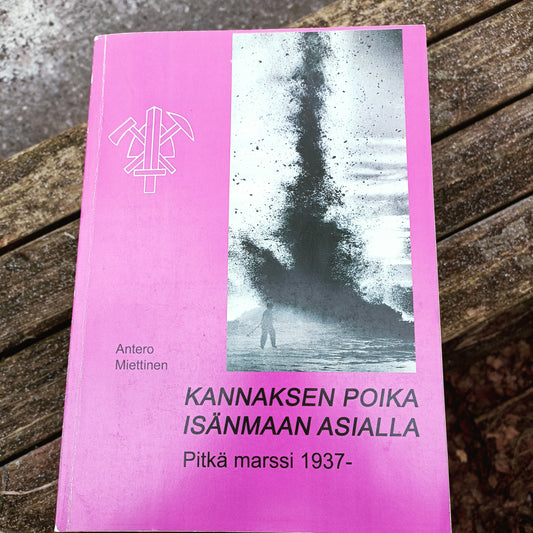 Antero
Miettinen
KANNAKSEN POIKA
ISÄNMAAN ASIALLA
Pitkä marssi 1937-